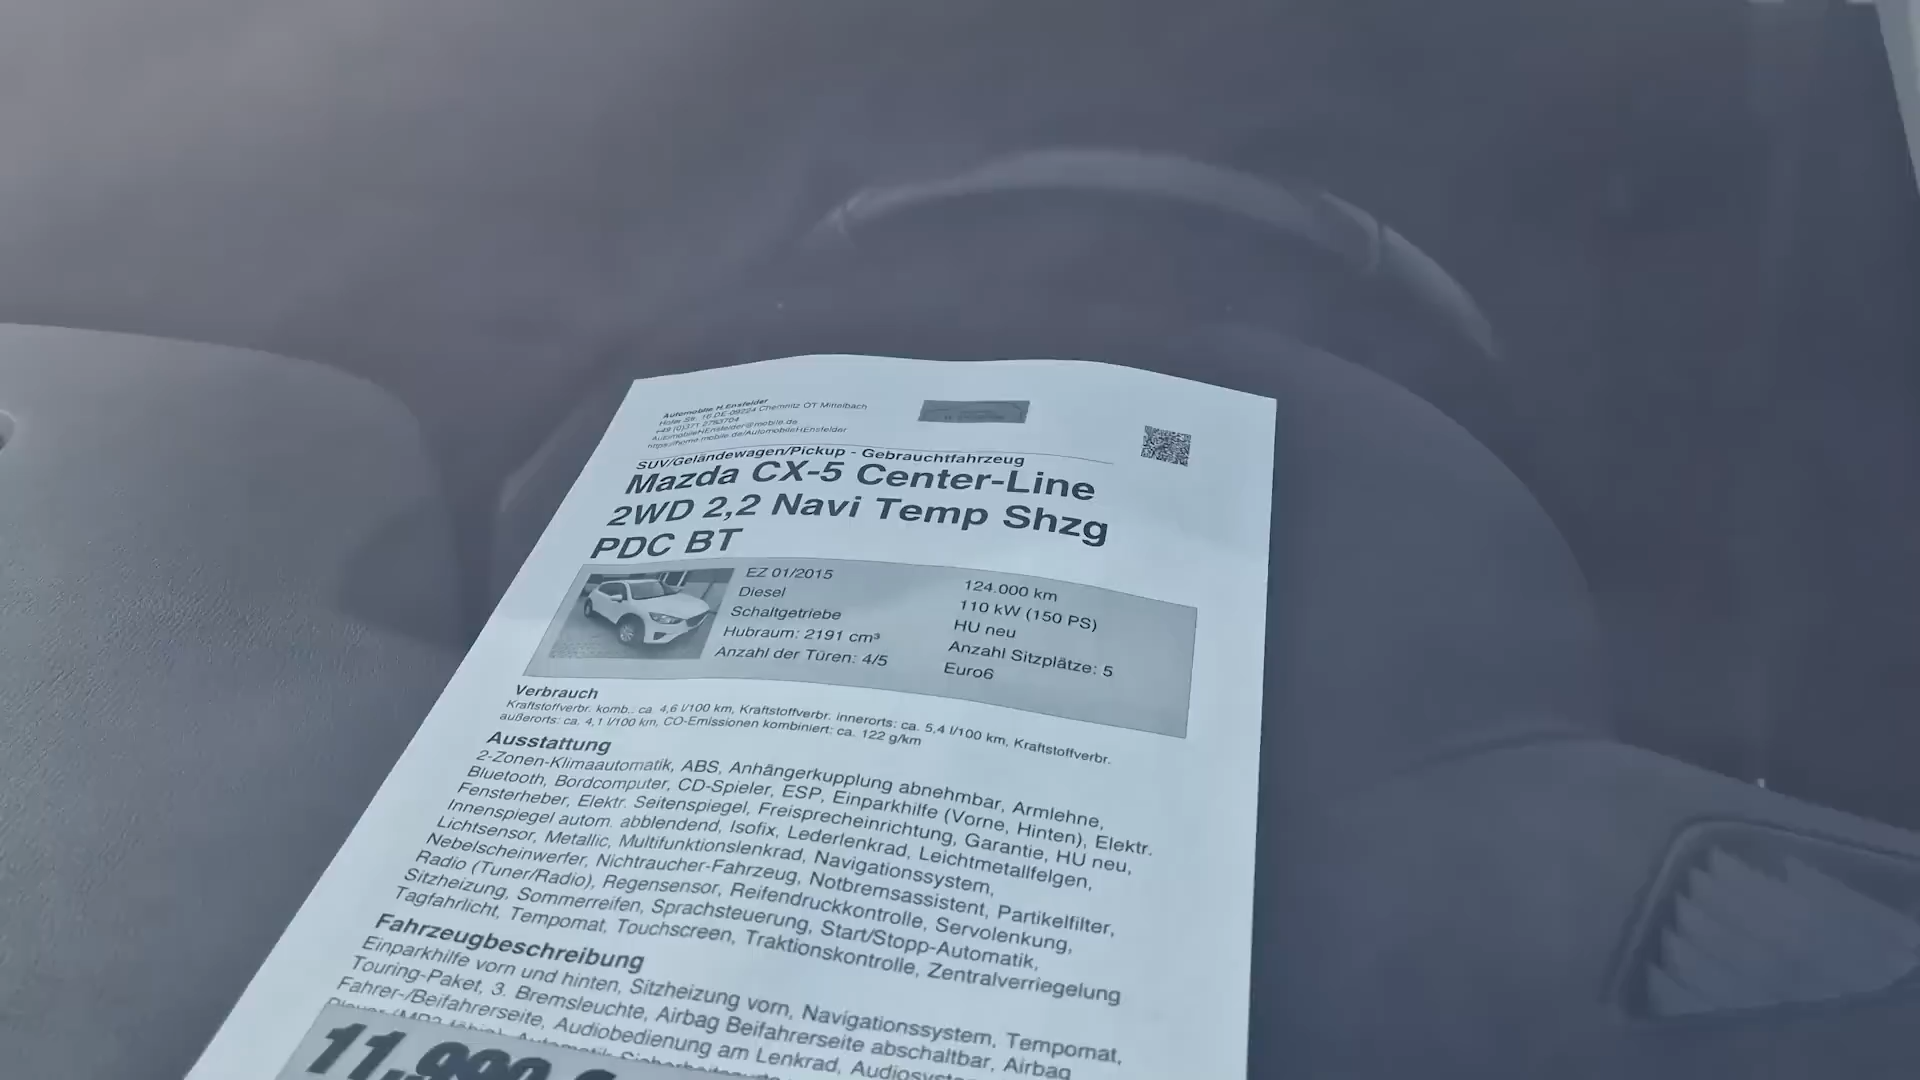 Automobile H.Ensfelder
Hofer Str. 16 DE-09224 Chemnitz OT Mittelbach
+49 (0)371 2783704
AutomobileHEnsfelder@mobile.de
https://home.mobile.de/AutomobileHEnsfelder
SUV/Geländewagen/Pickup - Gebrauchtfahrzeug
Mazda CX-5 Center-Line
2WD 2,2 Navi Temp Shzg
PDC BT
EZ 01/2015
Diesel
Schaltgetriebe
Hubraum: 2191 cm³
Anzahl der Türen: 4/5
124.000 km
110 kW (150 PS)
HU neu
Anzahl Sitzplätze: 5
Euro6
Verbrauch
Kraftstoffverbr. komb.: ca. 4,6 l/100 km, Kraftstoffverbr. innerorts: ca. 5,4 l/100 km, Kraftstoffverbr.
außerorts: ca. 4,1 l/100 km, CO-Emissionen kombiniert: ca. 122 g/km
Ausstattung
2-Zonen-Klimaautomatik, ABS, Anhängerkupplung abnehmbar, Armlehne,
Bluetooth, Bordcomputer, CD-Spieler, ESP, Einparkhilfe (Vorne, Hinten), Elektr.
Fensterheber, Elektr. Seitenspiegel, Freisprecheinrichtung, Garantie, HU neu,
Innenspiegel autom. abblendend, Isofix, Lederlenkrad, Leichtmetallfelgen,
Lichtsensor, Metallic, Multifunktionslenkrad, Navigationssystem,
Nebelscheinwerfer, Nichtraucher-Fahrzeug, Notbremsassistent, Partikelfilter,
Radio (Tuner/Radio), Regensensor, Reifendruckkontrolle, Servolenkung,
Sitzheizung, Sommerreifen, Sprachsteuerung, Start/Stopp-Automatik,
Tagfahrlicht, Tempomat, Touchscreen, Traktionskontrolle, Zentralverriegelung
Fahrzeugbeschreibung
Einparkhilfe vorn und hinten, Sitzheizung vorn, Navigationssystem, Tempomat,
Touring-Paket, 3. Bremsleuchte, Airbag Beifahrerseite abschaltbar, Airbag
Fahrer-/Beifahrerseite, Audiobedienung am Lenkrad,
11.990